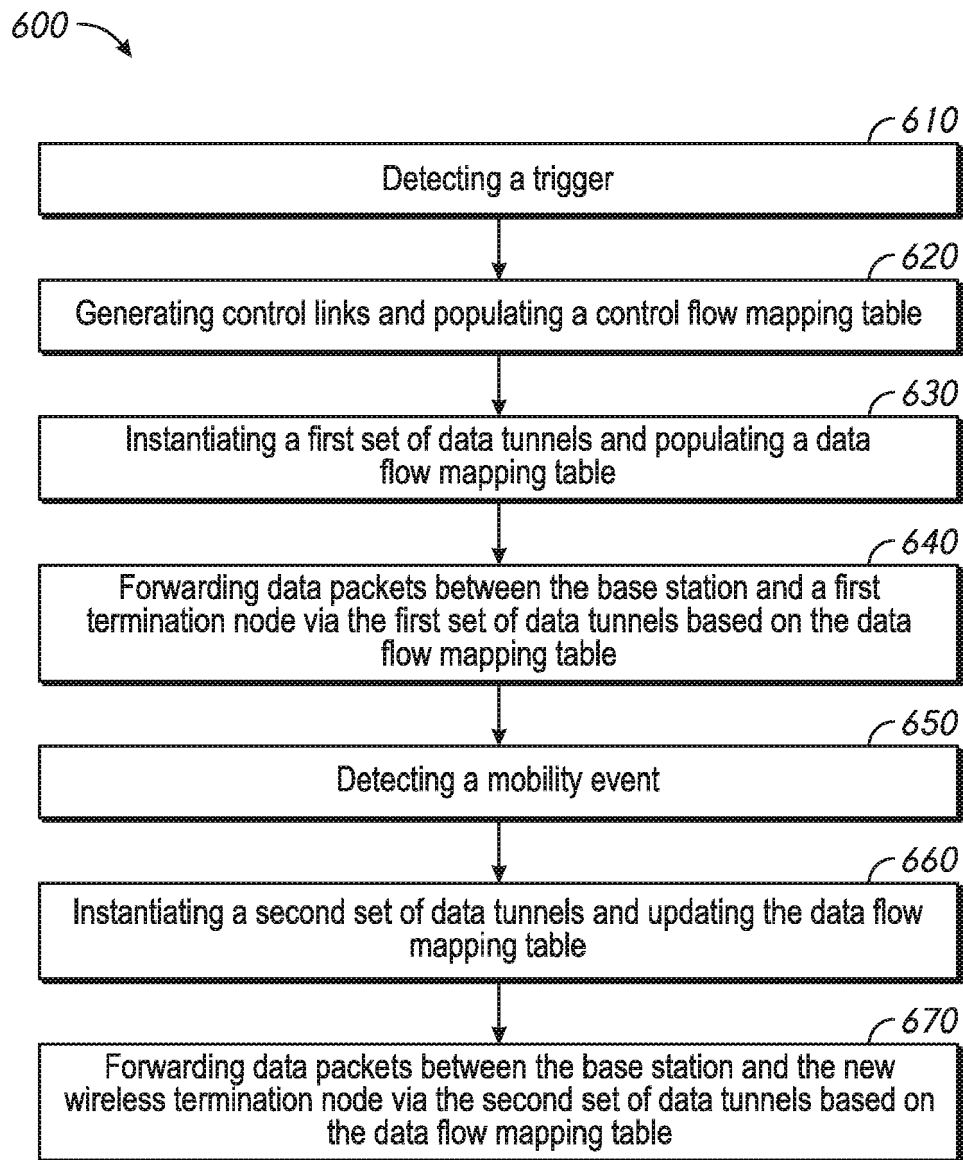 600
610
Detecting a trigger
620
Generating control links and populating a control flow mapping table
630
Instantiating a first set of data tunnels and populating a data
flow mapping table
640
Forwarding data packets between the base station and a first
termination node via the first set of data tunnels based on the data
flow mapping table
650
Detecting a mobility event
660
Instantiating a second set of data tunnels and updating the data flow
mapping table
670
Forwarding data packets between the base station and the new
wireless termination node via the second set of data tunnels based on
the data flow mapping table